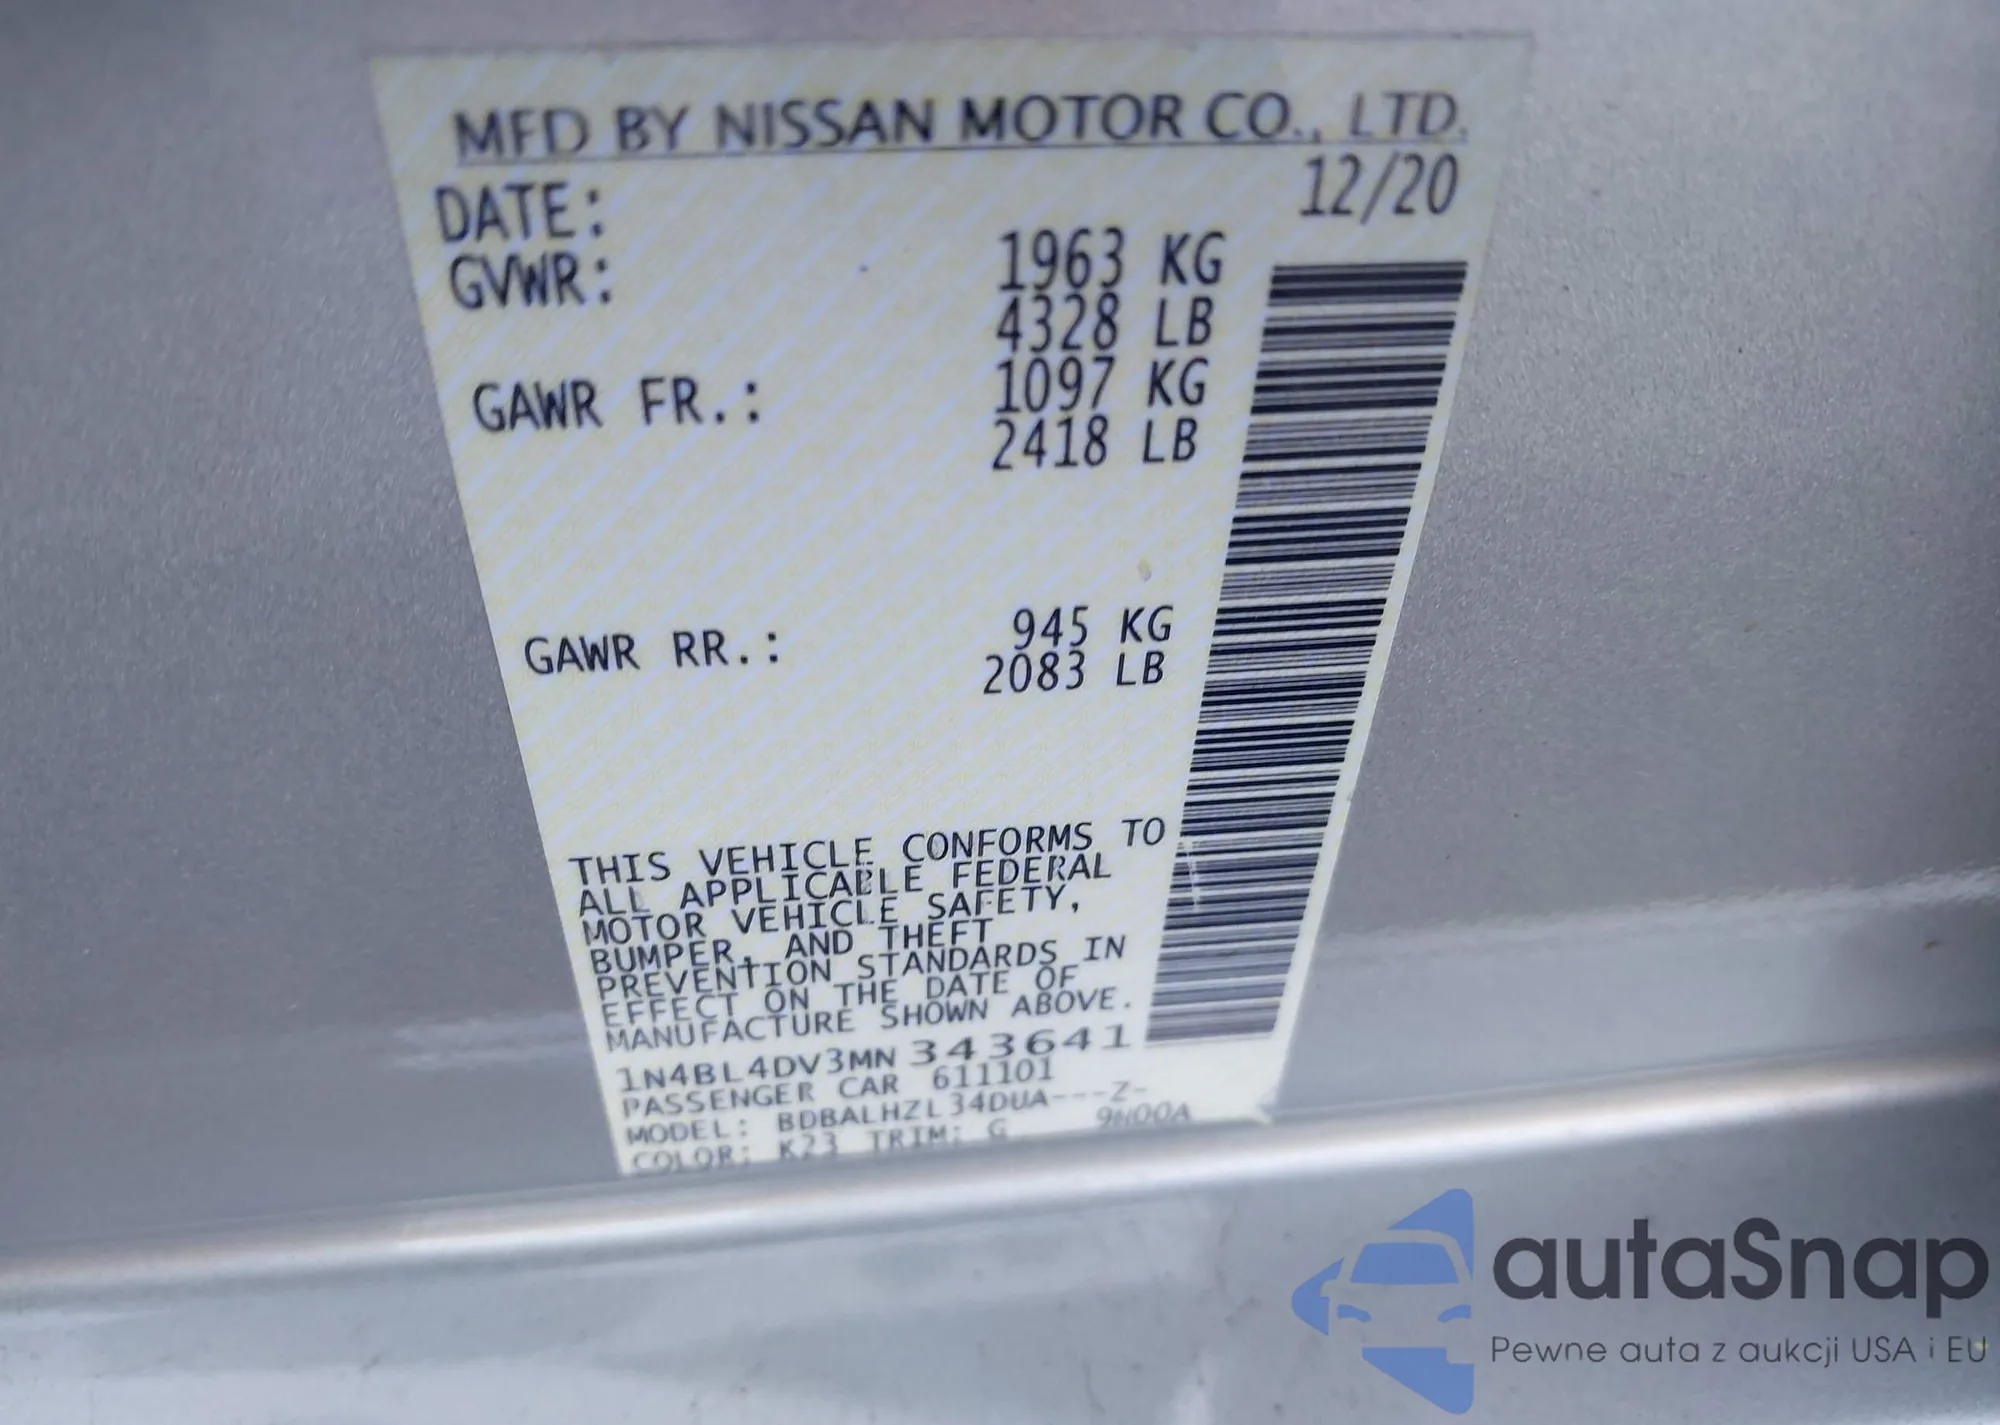 MFD BY NISSAN MOTOR CO., LTD.
DATE: 12/20
GVWR: 1963 KG
4328 LB
GAWR FR.: 1097 KG
2418 LB
GAWR RR.: 945 KG
2083 LB
THIS VEHICLE CONFORMS TO
ALL APPLICABLE FEDERAL
MOTOR VEHICLE SAFETY,
BUMPER, AND THEFT
PREVENTION STANDARDS IN
EFFECT ON THE DATE OF
MANUFACTURE SHOWN ABOVE.
1N4BL4DV3MN 343641
PASSENGER CAR 611101
MODEL: BDBALHZL34DUA---Z-
COLOR: K23 TRIM: G 9N00A
autaSnap
Pewne auta z aukcji USA i EU